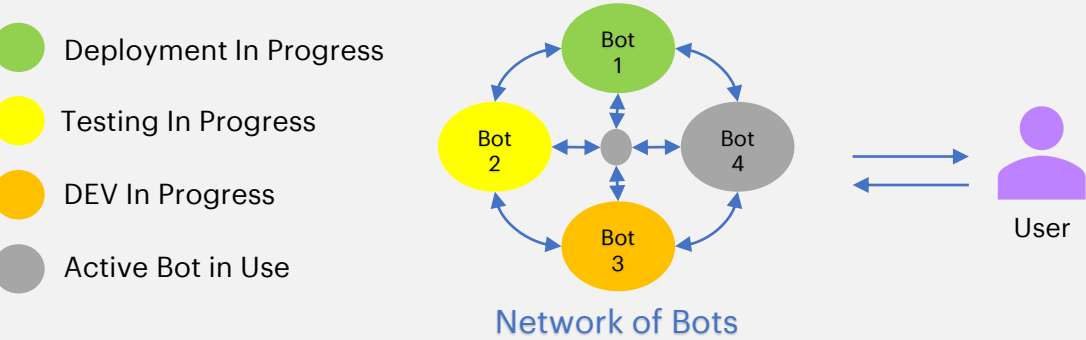 Deployment In Progress
Testing In Progress
DEV In Progress
Active Bot in Use
Bot
1
Bot
2
Bot
4
Bot
3
Network of Bots
User